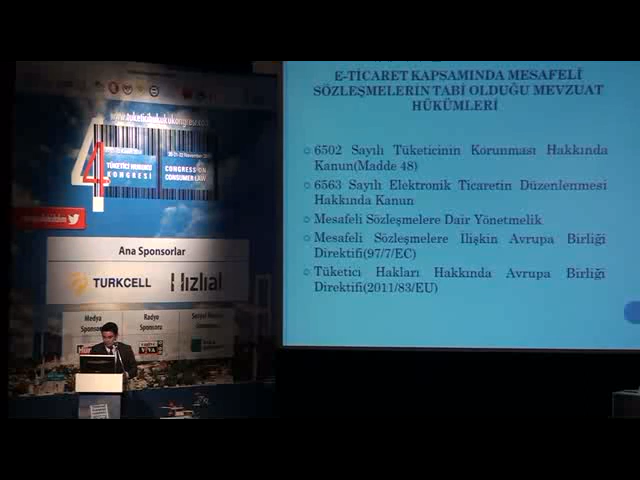 E-TİCARET KAPSAMINDA MESAFELİ
SÖZLEŞMELERİN TABİ OLDUĞU MEVZUAT
HÜKÜMLERİ
6502 Sayılı Tüketicinin Korunması Hakkında
Kanun(Madde 48)
6563 Sayılı Elektronik Ticaretin Düzenlenmesi
Hakkında Kanun
Mesafeli Sözleşmelere Dair Yönetmelik
Mesafeli Sözleşmelere İlişkin Avrupa Birliği
Direktifi(97/7/EC)
Tüketici Hakları Hakkında Avrupa Birliği
Direktifi(2011/83/EU)
4
TÜKETİCİ HUKUKU
KONGRESİ
CONGRESS ON
CONSUMER LAW
Ana Sponsorlar
TURKCELL
Hızlıal
Medya
Radyo
Sponsoru
Sosyal